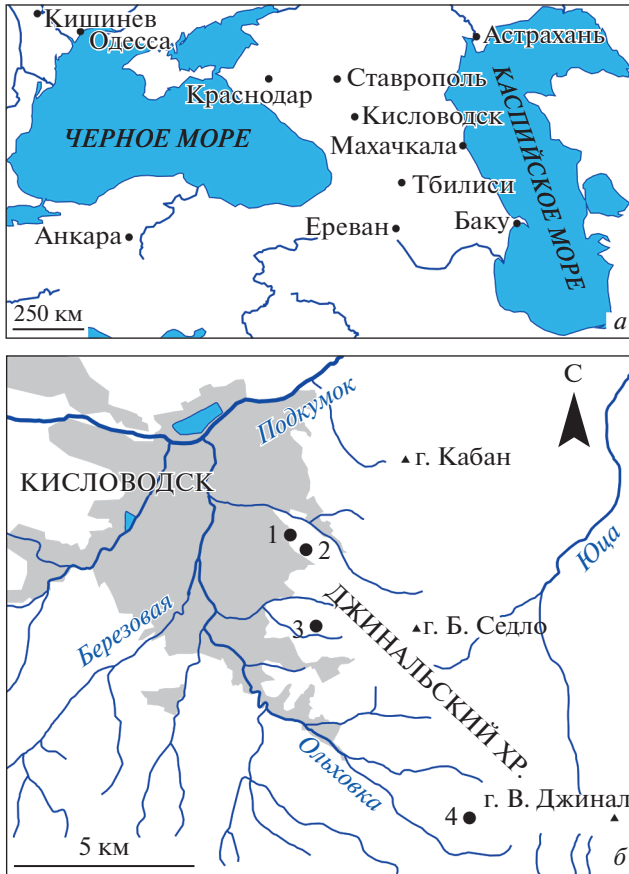 Кишинев
Одесса
Астрахань
Краснодар
Ставрополь
Кисловодск
ЧЕРНОЕ МОРЕ
Махачкала
КАСПИЙСКОЕ МОРЕ
Тбилиси
Анкара
Ереван
Баку
250 км
а
С
Подкумок
г. Кабан
КИСЛОВОДСК
1
2
Юца
Березовая
3
ДЖИНАЛЬСКИЙ ХР.
г. Б. Седло
Ольховка
г. В. Джинал
4
5 км
б